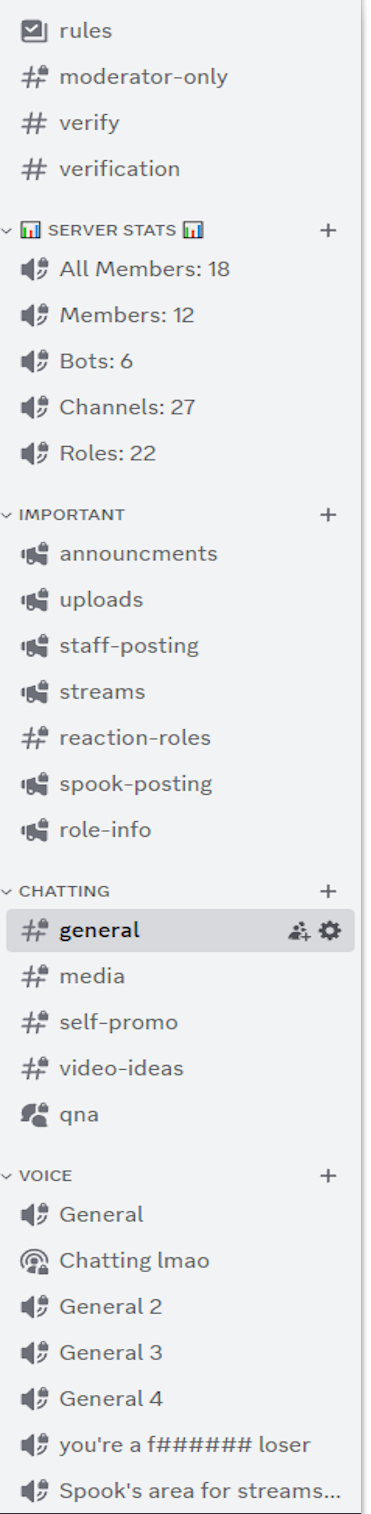 rules
moderator-only
verify
verification
📊 SERVER STATS 📊
All Members: 18
Members: 12
Bots: 6
Channels: 27
Roles: 22
IMPORTANT
announcments
uploads
staff-posting
streams
reaction-roles
spook-posting
role-info
CHATTING
general
media
self-promo
video-ideas
qna
VOICE
General
Chatting lmao
General 2
General 3
General 4
you're a f###### loser
Spook's area for streams...